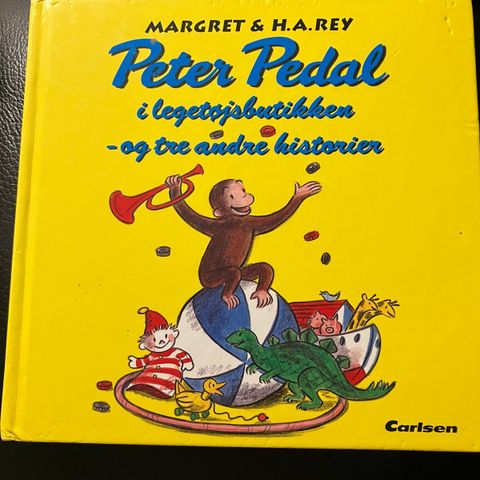 MARGRET & H.A.REY
Peter Pedal
i legetøjsbutikken
-og tre andre historier
Carlsen